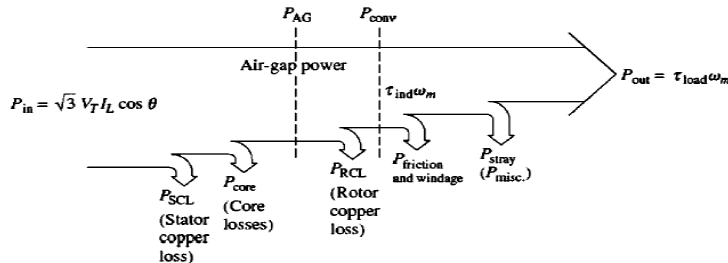 P_AG
P_conv
Air-gap power
P_in = √3 V_T I_L cos θ
τ_ind ω_m
P_out = τ_load ω_m
P_SCL
(Stator
copper
loss)
P_core
(Core
losses)
P_RCL
(Rotor
copper
loss)
P_friction
and windage
P_stray
(P_misc.)